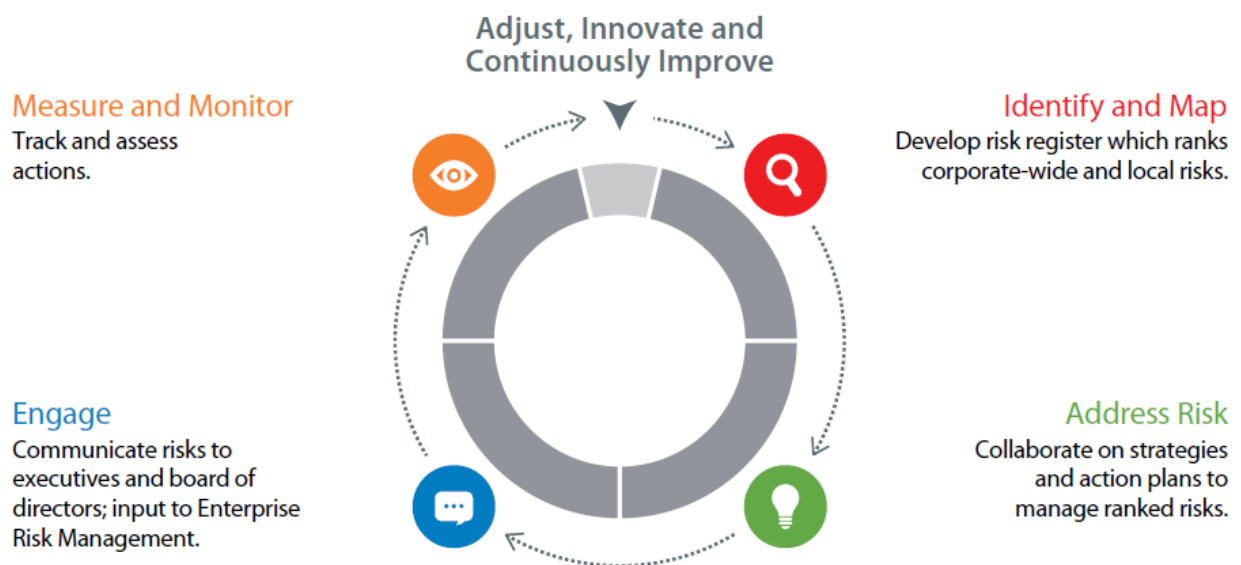 Adjust, Innovate and
Continuously Improve
Measure and Monitor
Track and assess
actions.
Identify and Map
Develop risk register which ranks
corporate-wide and local risks.
Engage
Communicate risks to
executives and board of
directors; input to Enterprise
Risk Management.
Address Risk
Collaborate on strategies
and action plans to
manage ranked risks.